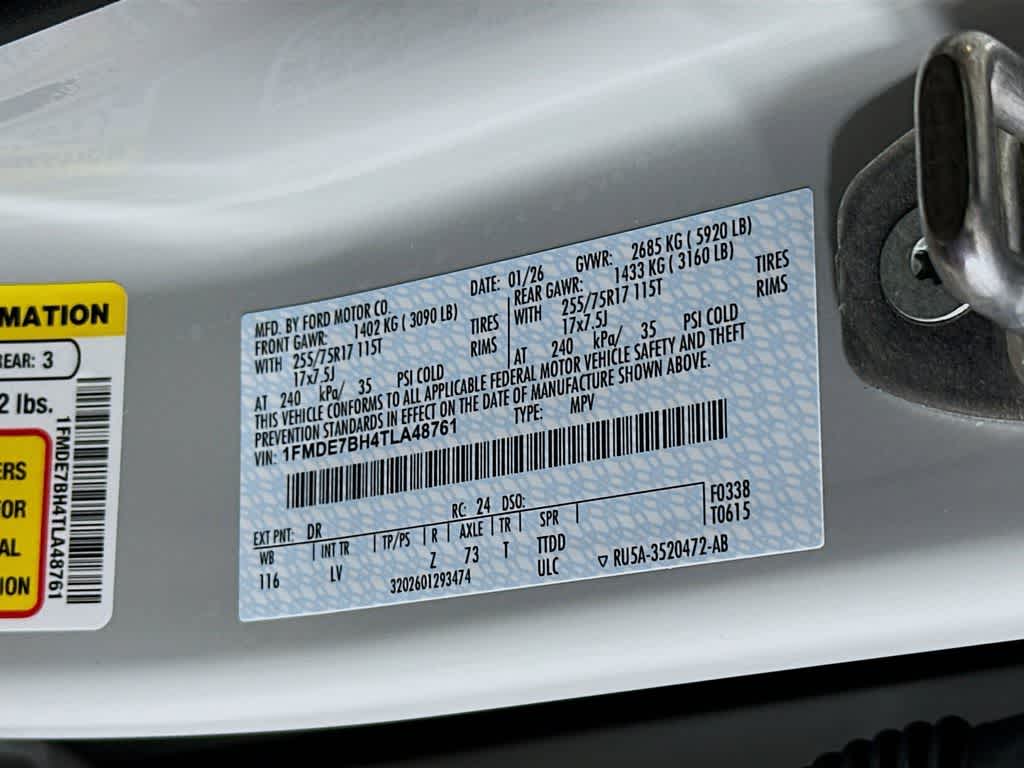 MATION
REAR: 3
2 lbs.
ERS
FOR
AL
ION
1FMDE7BH4TLA48761
MFD. BY FORD MOTOR CO.
DATE: 01/26
GVWR: 2685 KG ( 5920 LB)
FRONT GAWR: 1402 KG ( 3090 LB)
REAR GAWR: 1433 KG ( 3160 LB)
WITH 255/75R17 115T TIRES
WITH 255/75R17 115T TIRES
17x7.5J RIMS
17x7.5J RIMS
AT 240 kPa/ 35 PSI COLD
AT 240 kPa/ 35 PSI COLD
THIS VEHICLE CONFORMS TO ALL APPLICABLE FEDERAL MOTOR VEHICLE SAFETY AND THEFT
PREVENTION STANDARDS IN EFFECT ON THE DATE OF MANUFACTURE SHOWN ABOVE.
VIN: 1FMDE7BH4TLA48761
TYPE: MPV
EXT PNT: DR RC: 24 DSO:
F0338
T0615
WB INT TR TP/PS R AXLE TR SPR
116 LV Z 73 T TTDD
ULC
3202601293474
RU5A-3520472-AB